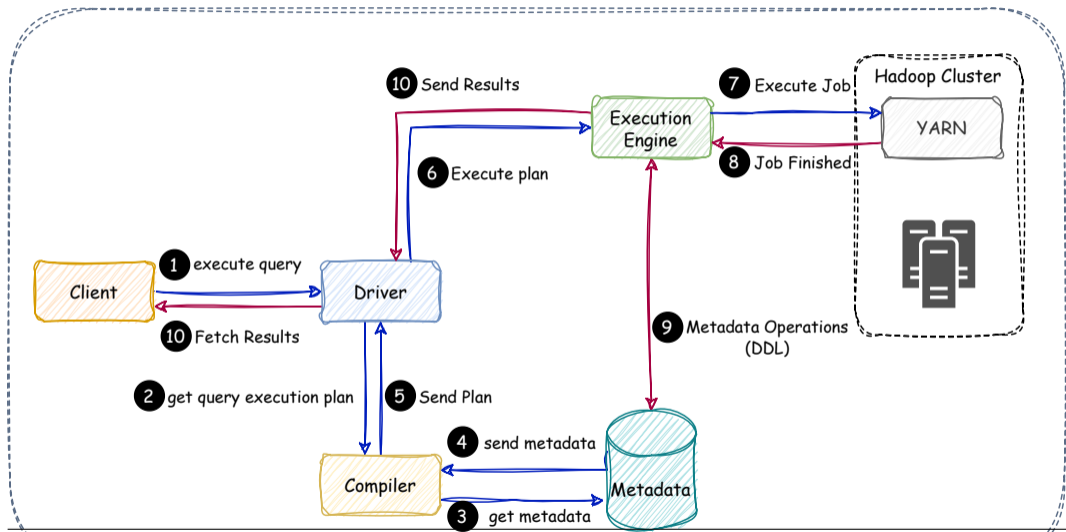 Hadoop Cluster
10 Send Results
7 Execute Job
Execution
Engine
YARN
8 Job Finished
6 Execute plan
1 execute query
Client
Driver
10 Fetch Results
9 Metadata Operations
(DDL)
2 get query execution plan
5 Send Plan
4 send metadata
Compiler
Metadata
3 get metadata